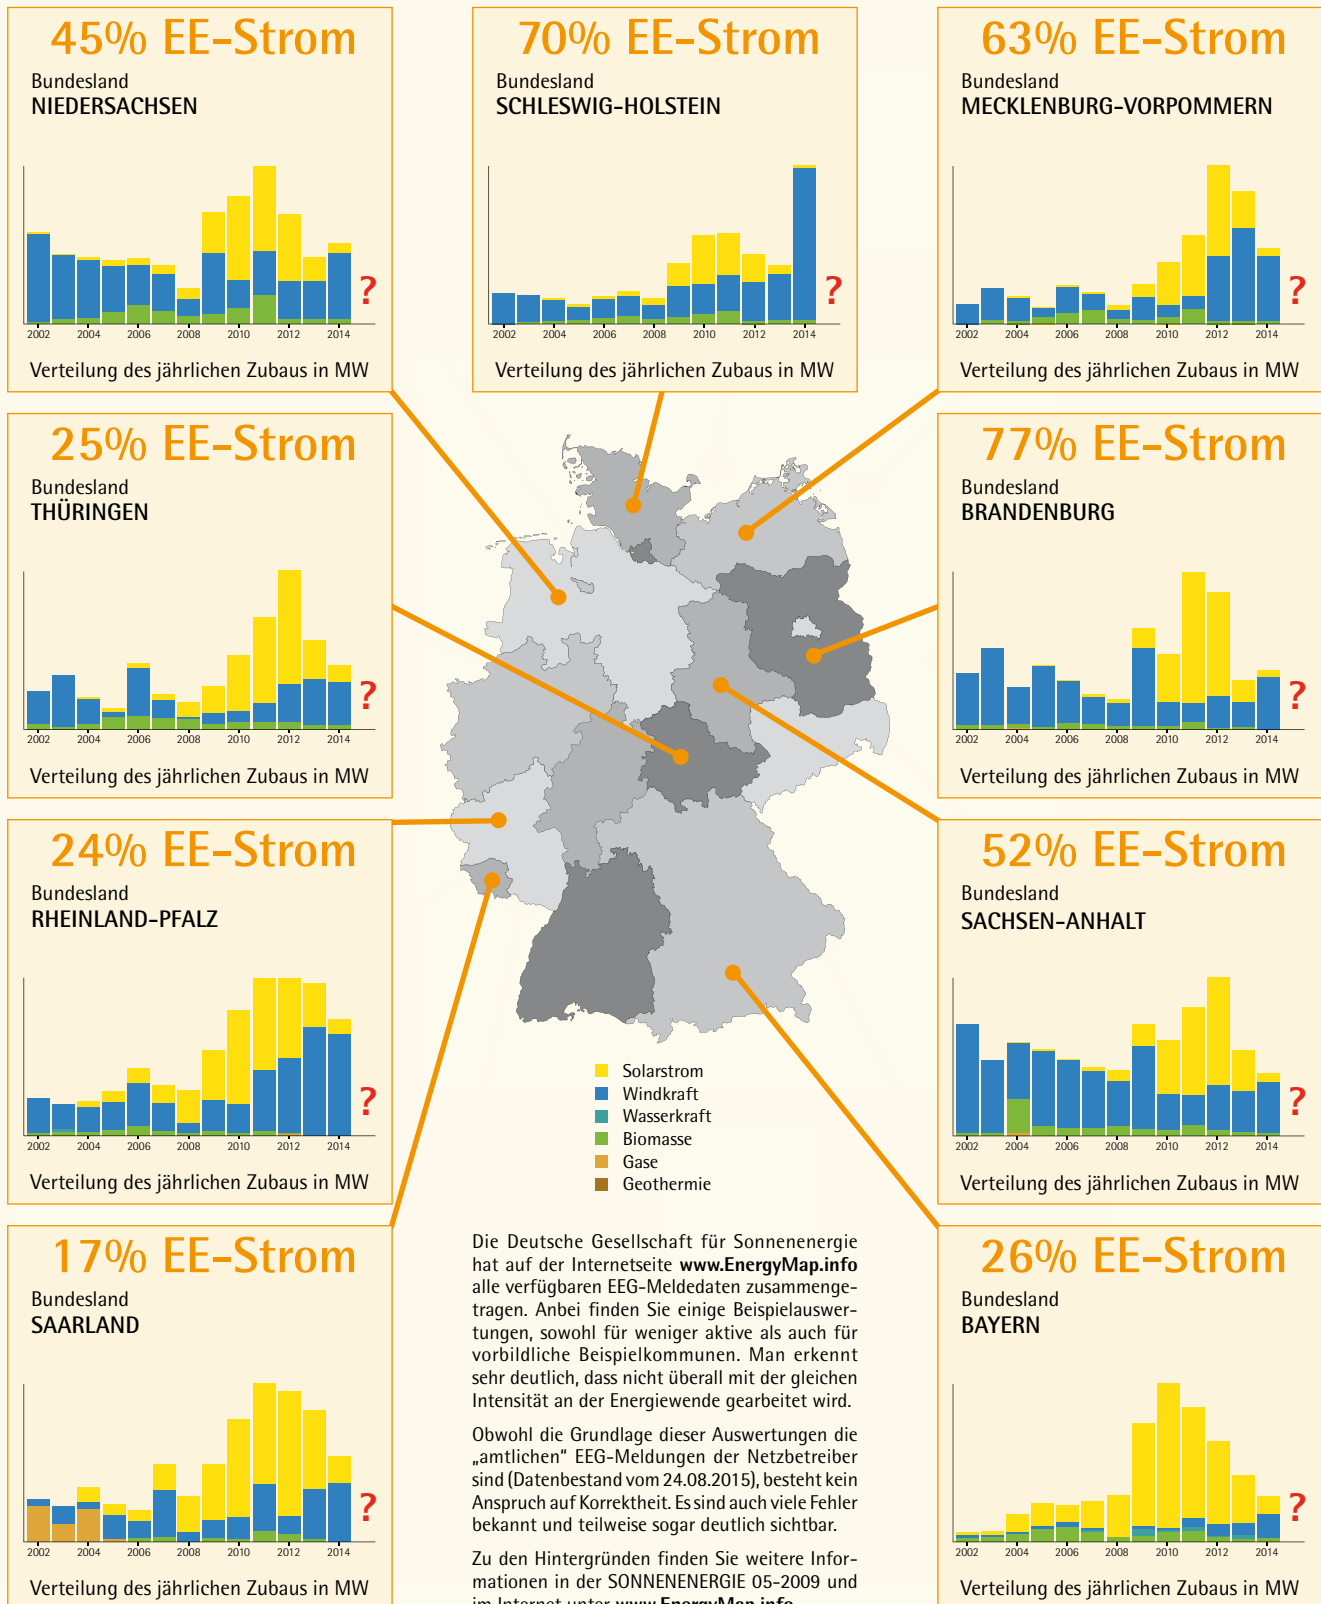 45% EE-Strom
Bundesland
NIEDERSACHSEN
2002 2004 2006 2008 2010 2012 2014
?
Verteilung des jährlichen Zubaus in MW
70% EE-Strom
Bundesland
SCHLESWIG-HOLSTEIN
2002 2004 2006 2008 2010 2012 2014
?
Verteilung des jährlichen Zubaus in MW
63% EE-Strom
Bundesland
MECKLENBURG-VORPOMMERN
2002 2004 2006 2008 2010 2012 2014
?
Verteilung des jährlichen Zubaus in MW
25% EE-Strom
Bundesland
THÜRINGEN
2002 2004 2006 2008 2010 2012 2014
?
Verteilung des jährlichen Zubaus in MW
77% EE-Strom
Bundesland
BRANDENBURG
2002 2004 2006 2008 2010 2012 2014
?
Verteilung des jährlichen Zubaus in MW
24% EE-Strom
Bundesland
RHEINLAND-PFALZ
2002 2004 2006 2008 2010 2012 2014
?
Verteilung des jährlichen Zubaus in MW
52% EE-Strom
Bundesland
SACHSEN-ANHALT
2002 2004 2006 2008 2010 2012 2014
?
Verteilung des jährlichen Zubaus in MW
Solarstrom
Windkraft
Wasserkraft
Biomasse
Gase
Geothermie
17% EE-Strom
Bundesland
SAARLAND
2002 2004 2006 2008 2010 2012 2014
?
Verteilung des jährlichen Zubaus in MW
Die Deutsche Gesellschaft für Sonnenenergie
hat auf der Internetseite www.EnergyMap.info
alle verfügbaren EEG-Meldedaten zusammenge-
tragen. Anbei finden Sie einige Beispielauswer-
tungen, sowohl für weniger aktive als auch für
vorbildliche Beispielkommunen. Man erkennt
sehr deutlich, dass nicht überall mit der gleichen
Intensität an der Energiewende gearbeitet wird.
Obwohl die Grundlage dieser Auswertungen die
„amtlichen“ EEG-Meldungen der Netzbetreiber
sind (Datenbestand vom 24.08.2015), besteht kein
Anspruch auf Korrektheit. Es sind auch viele Fehler
bekannt und teilweise sogar deutlich sichtbar.
Zu den Hintergründen finden Sie weitere Infor-
mationen in der SONNENENERGIE 05-2009 und
im Internet unter www.EnergyMap.info
26% EE-Strom
Bundesland
BAYERN
2002 2004 2006 2008 2010 2012 2014
?
Verteilung des jährlichen Zubaus in MW